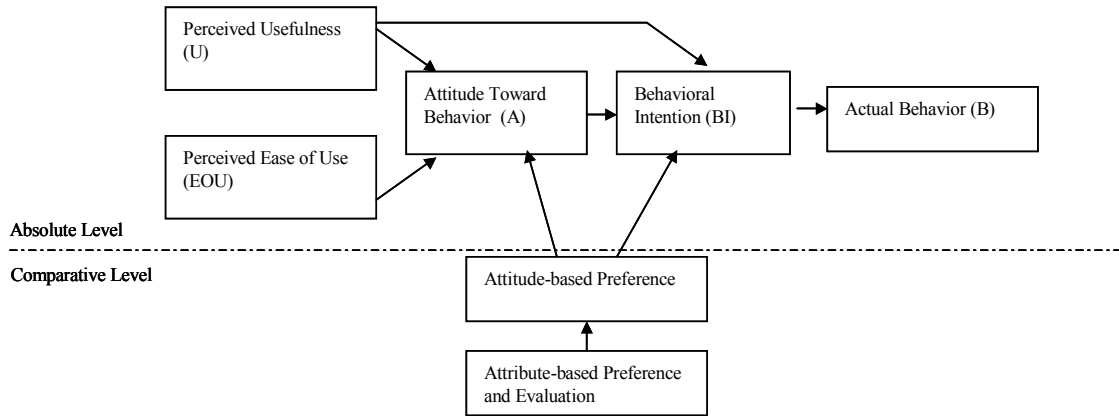 Perceived Usefulness
(U)
Attitude Toward
Behavior (A)
Behavioral
Intention (BI)
Actual Behavior (B)
Perceived Ease of Use
(EOU)
Absolute Level
Comparative Level
Attitude-based Preference
Attribute-based Preference
and Evaluation